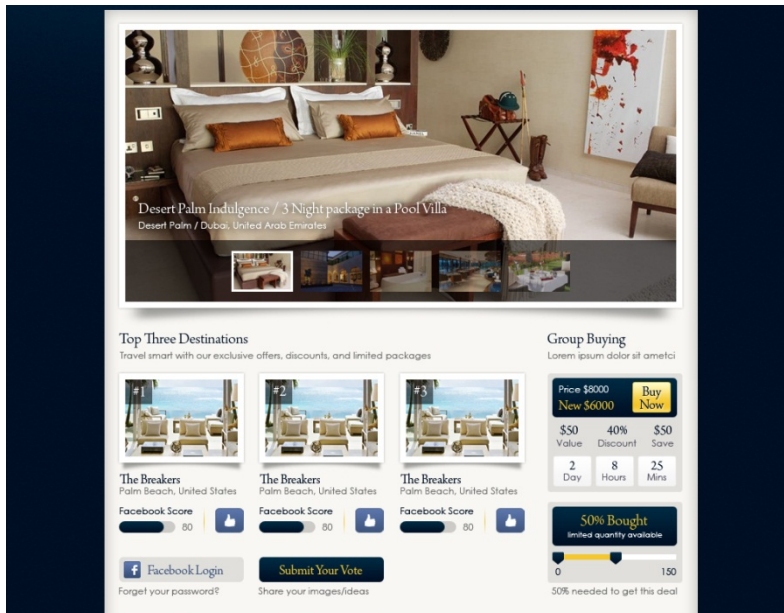 Desert Palm Indulgence / 3 Night package in a Pool Villa
Desert Palm / Dubai, United Arab Emirates
Top Three Destinations
Travel smart with our exclusive offers, discounts, and limited packages
#1
#2
#3
The Breakers
Palm Beach, United States
Facebook Score
80
The Breakers
Palm Beach, United States
Facebook Score
80
The Breakers
Palm Beach, United States
Facebook Score
80
f Facebook Login
Forget your password?
Submit Your Vote
Share your images/ideas
Group Buying
Lorem ipsum dolor sit ametci
Price $8000
New $6000
Buy
Now
$50 40% $50
Value Discount Save
2 8 25
Day Hours Mins
50% Bought
limited quantity available
0 150
50% needed to get this deal